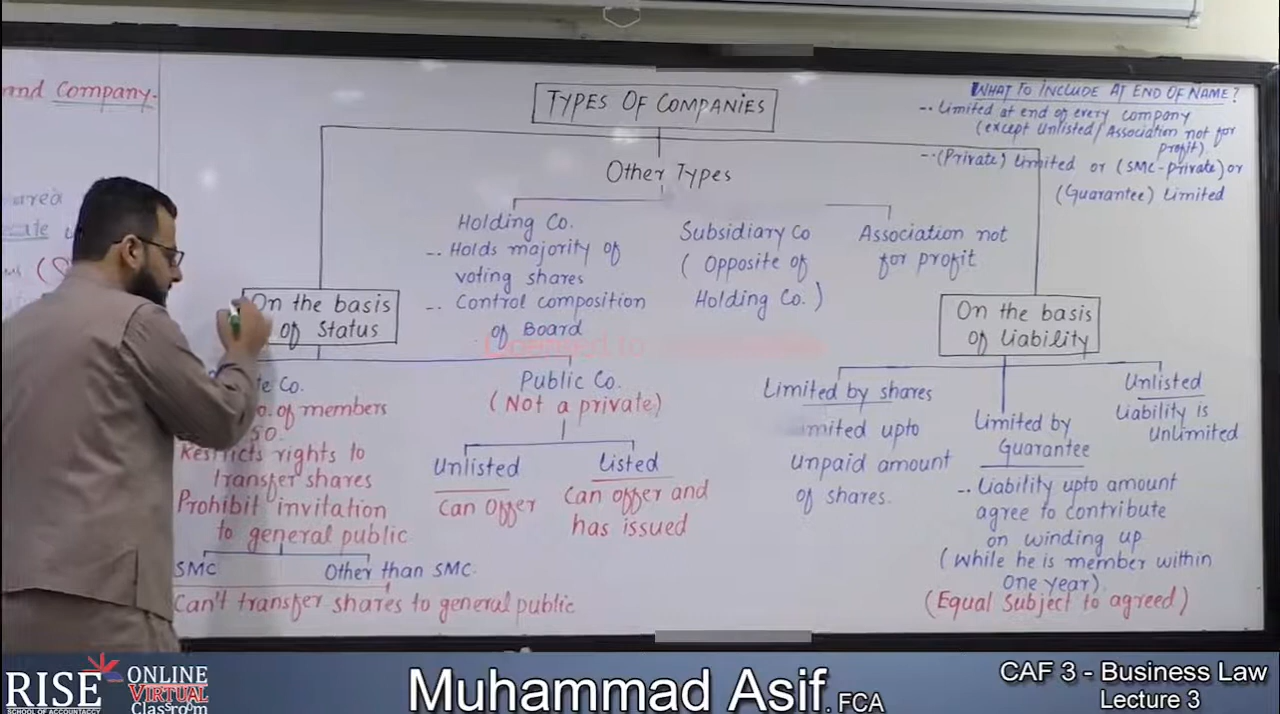 and Company.
TYPES OF COMPANIES
WHAT TO INCLUDE AT END OF NAME?
-. Limited at end of every company
(except Unlisted/Association not for
profit).
-. (Private) Limited or (SMC-private) or
(Guarantee) Limited
Other Types
Holding Co.
-. Holds majority of
voting shares
-. Control composition
of Board
Subsidiary Co
(Opposite of
Holding Co.)
Association not
for profit
On the basis
of Status
On the basis
of Liability
Co.
no. of members
50.
Restricts rights to
transfer shares
Prohibit invitation
to general public
SMC
Other than SMC.
Can't transfer shares to general public
Public Co.
(Not a private)
Unlisted
Can Offer
Listed
Can offer and
has issued
Limited by shares
upto
unpaid amount
of shares.
Limited by
Guarantee
-. Liability upto amount
agree to contribute
on winding up
(While he is member within
one year).
(Equal Subject to agreed)
Unlisted
Liability is
Unlimited.
RISE
SCHOOL OF ACCOUNTANCY
ONLINE
VIRTUAL
Classroom
Muhammad Asif, FCA
CAF 3 - Business Law
Lecture 3